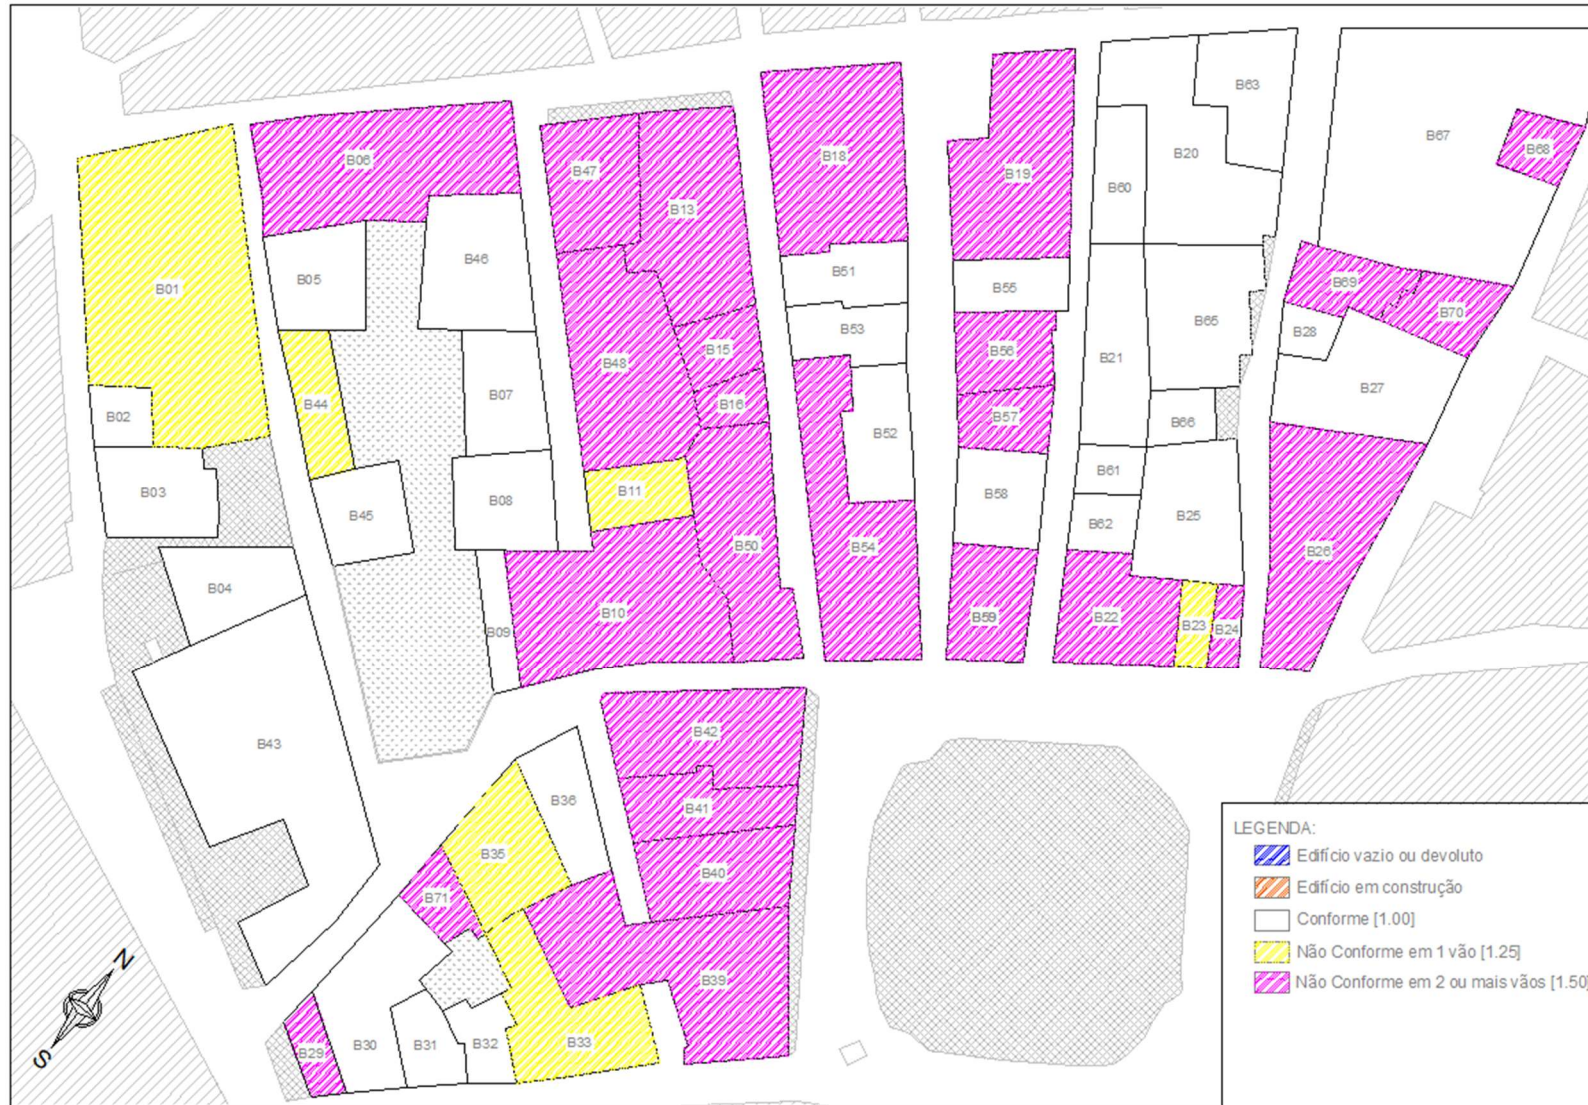 B63
B67
B68
B06
B47
B18
B20
B19
B60
B13
B46
B05
B51
B55
B69
B01
B70
B65
B28
B53
B15
B56
B21
B48
B07
B27
B44
B16
B02
B57
B66
B52
B61
B11
B03
B08
B58
B45
B25
B62
B50
B54
B26
B04
B10
B59
B22
B23
B24
B09
B42
B43
B36
B41
B35
B40
B71
B39
B33
B32
B31
B30
B29
N
S
LEGENDA:
Edifício vazio ou devoluto
Edifício em construção
Conforme [1.00]
Não Conforme em 1 vão [1.25]
Não Conforme em 2 ou mais vãos [1.50]